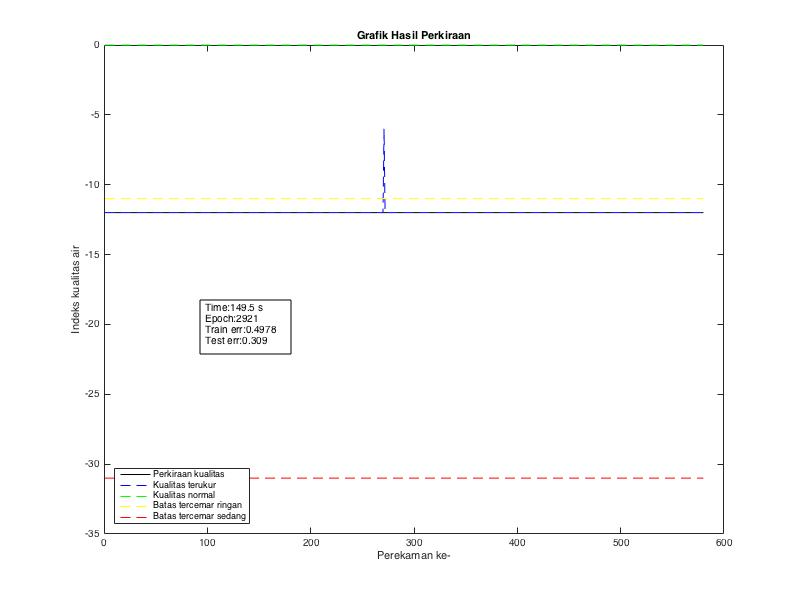 Grafik Hasil Perkiraan
0
-5
-10
-15
-20
-25
-30
-35
Indeks kualitas air
Time:149.5 s
Epoch:2921
Train err:0.4978
Test err:0.309
Perkiraan kualitas
Kualitas terukur
Kualitas normal
Batas tercemar ringan
Batas tercemar sedang
0 100 200 300 400 500 600
Perekaman ke-